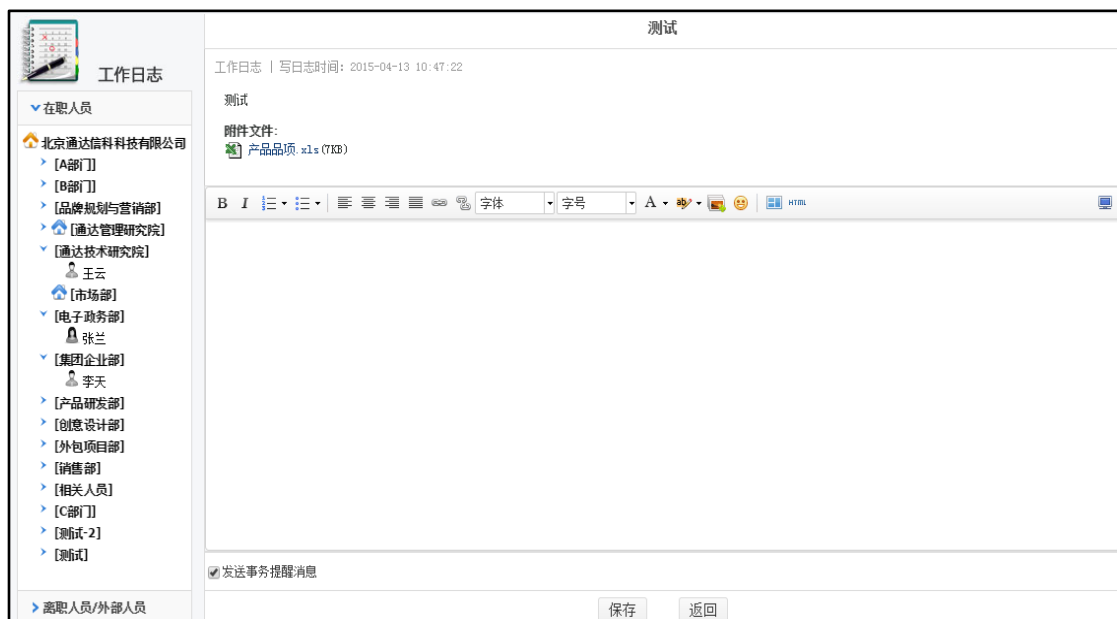 工作日志
在职人员
北京通达信科科技有限公司
[A部门]
[B部门]
[品牌规划与营销部]
[通达管理研究院]
[通达技术研究院]
王云
[市场部]
[电子政务部]
张兰
[集团企业部]
李天
[产品研发部]
[创意设计部]
[外包项目部]
[销售部]
[相关人员]
[C部门]
[测试-2]
[测试]
离职人员/外部人员
测试
工作日志 | 写日志时间: 2015-04-13 10:47:22
测试
附件文件:
产品品项.xls(7KB)
B I 字体 字号 A ab HTML
发送事务提醒消息
保存 返回